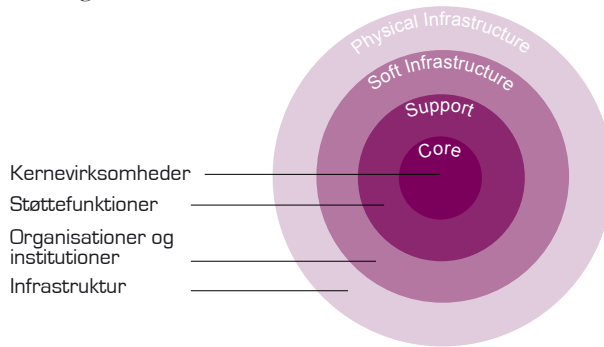 Physical Infrastructure
Soft Infrastructure
Support
Core
Kernevirksomheder
Støttefunktioner
Organisationer og
institutioner
Infrastruktur